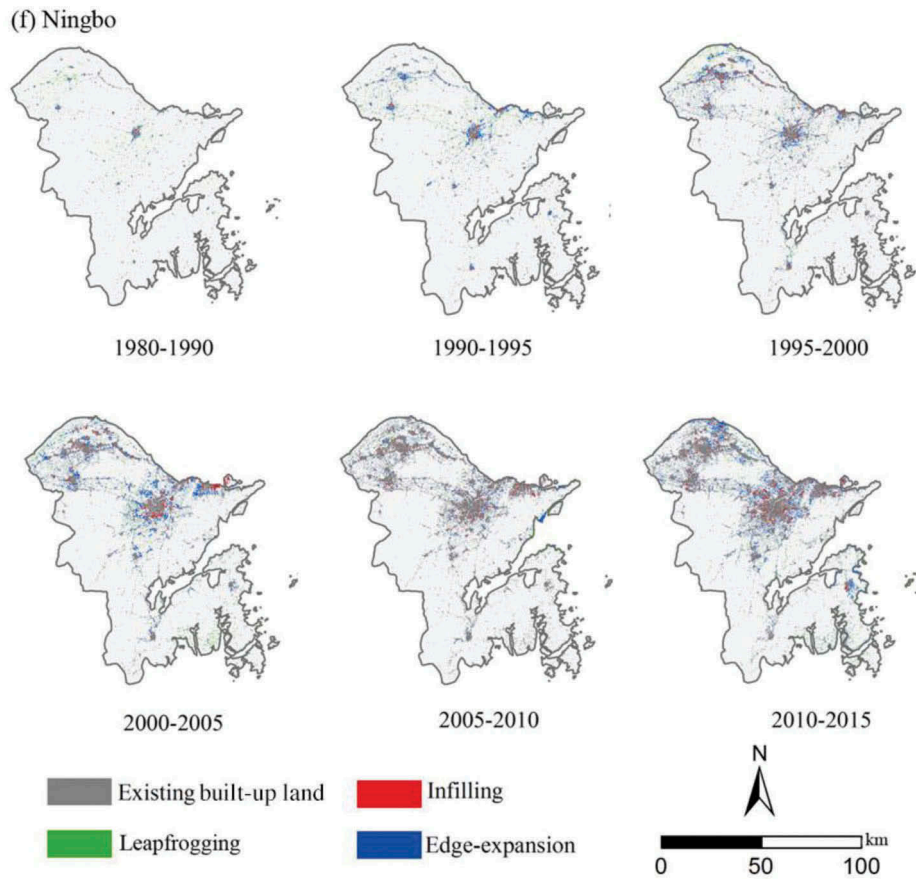 (f) Ningbo
1980-1990
1990-1995
1995-2000
2000-2005
2005-2010
2010-2015
Existing built-up land
Infilling
Leapfrogging
Edge-expansion
N
km
0
50
100